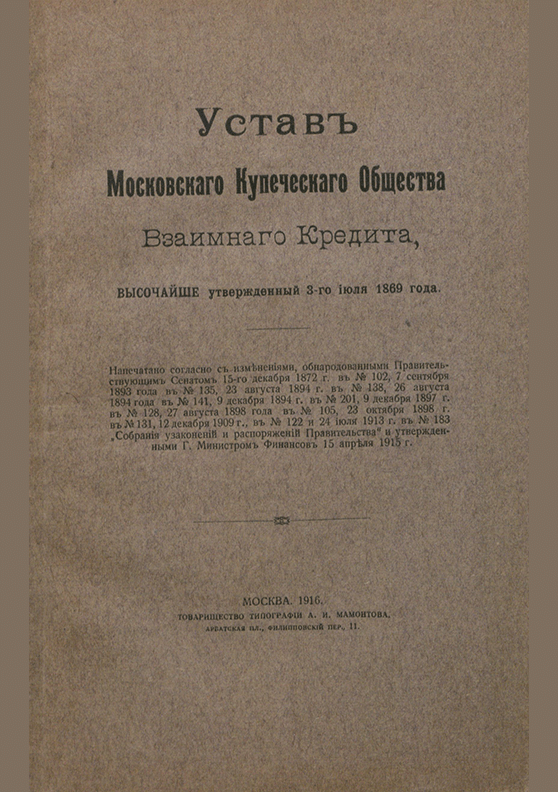 Уставъ
Московскаго Купеческаго Общества
Взаимнаго Кредита,
ВЫСОЧАЙШЕ утвержденный 3-го іюля 1869 года.
Напечатано согласно съ измѣненіями, обнародованными Правитель-
ствующимъ Сенатомъ 15-го декабря 1872 г. въ № 102, 7 сентября
1893 года въ № 135, 23 августа 1894 г. въ № 138, 26 августа
1894 года въ № 141, 9 декабря 1894 г. въ № 201, 9 декабря 1897 г.
въ № 128, 27 августа 1898 года въ № 105, 23 октября 1898 г.
въ № 131, 12 декабря 1909 г., въ № 122 и 24 іюля 1913 г. въ № 183
„Собранія узаконеній и распоряженій Правительства" и утвержден-
ными Г. Министромъ Финансовъ 15 апрѣля 1915 г.
МОСКВА. 1916.
ТОВАРИЩЕСТВО ТИПОГРАФІИ А. И. МАМОНТОВА,
АРБАТСКАЯ ПЛ., ФИЛИППОВСКІЙ ПЕР., 11.